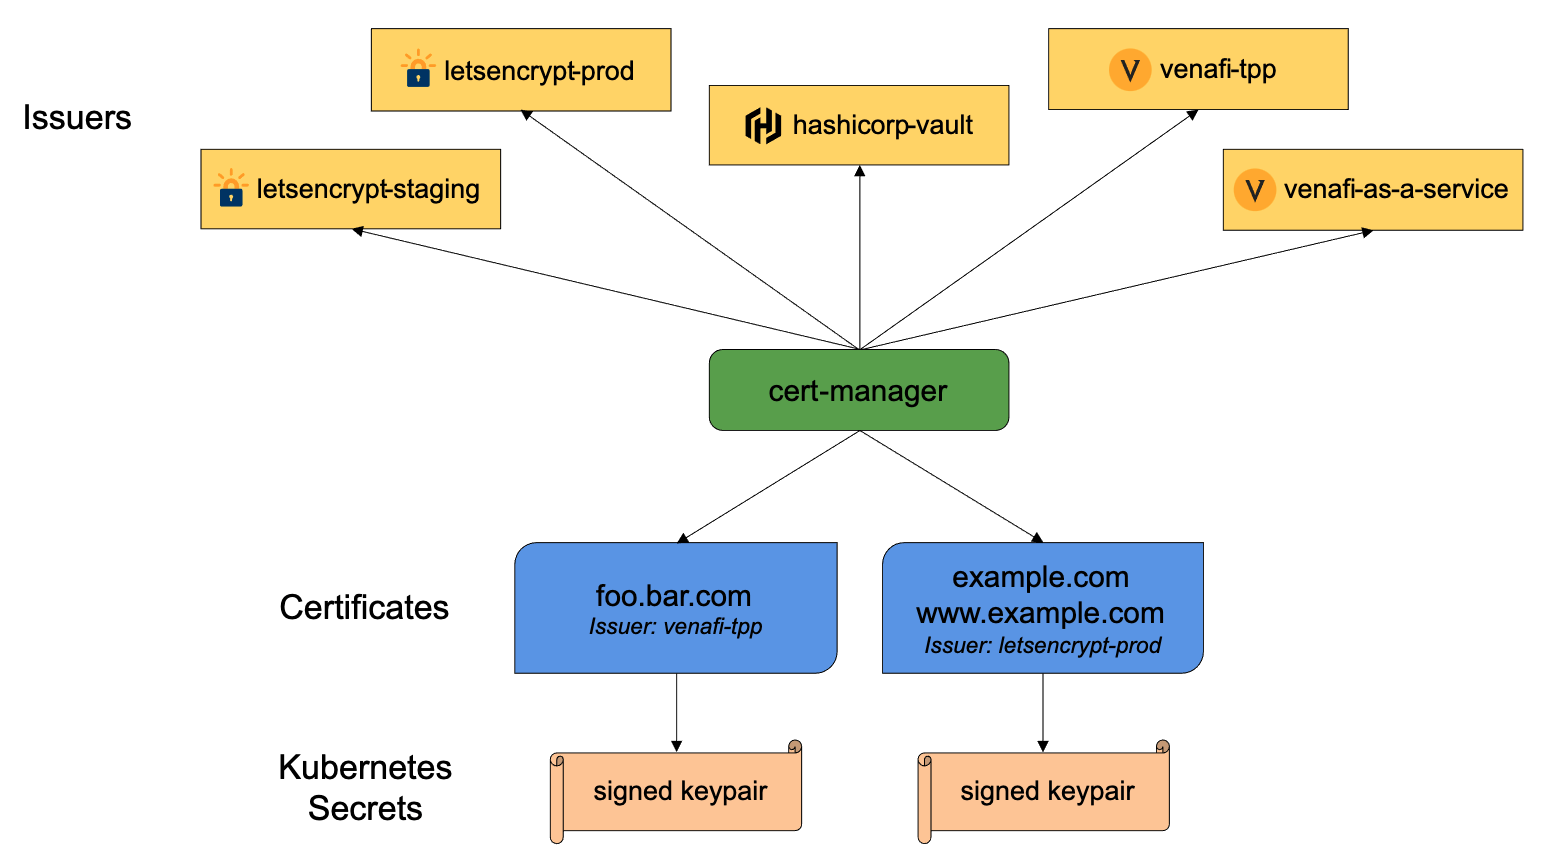 Issuers
letsencrypt-prod
venafi-tpp
hashicorp-vault
letsencrypt-staging
venafi-as-a-service
cert-manager
Certificates
foo.bar.com
Issuer: venafi-tpp
example.com
www.example.com
Issuer: letsencrypt-prod
Kubernetes
Secrets
signed keypair
signed keypair